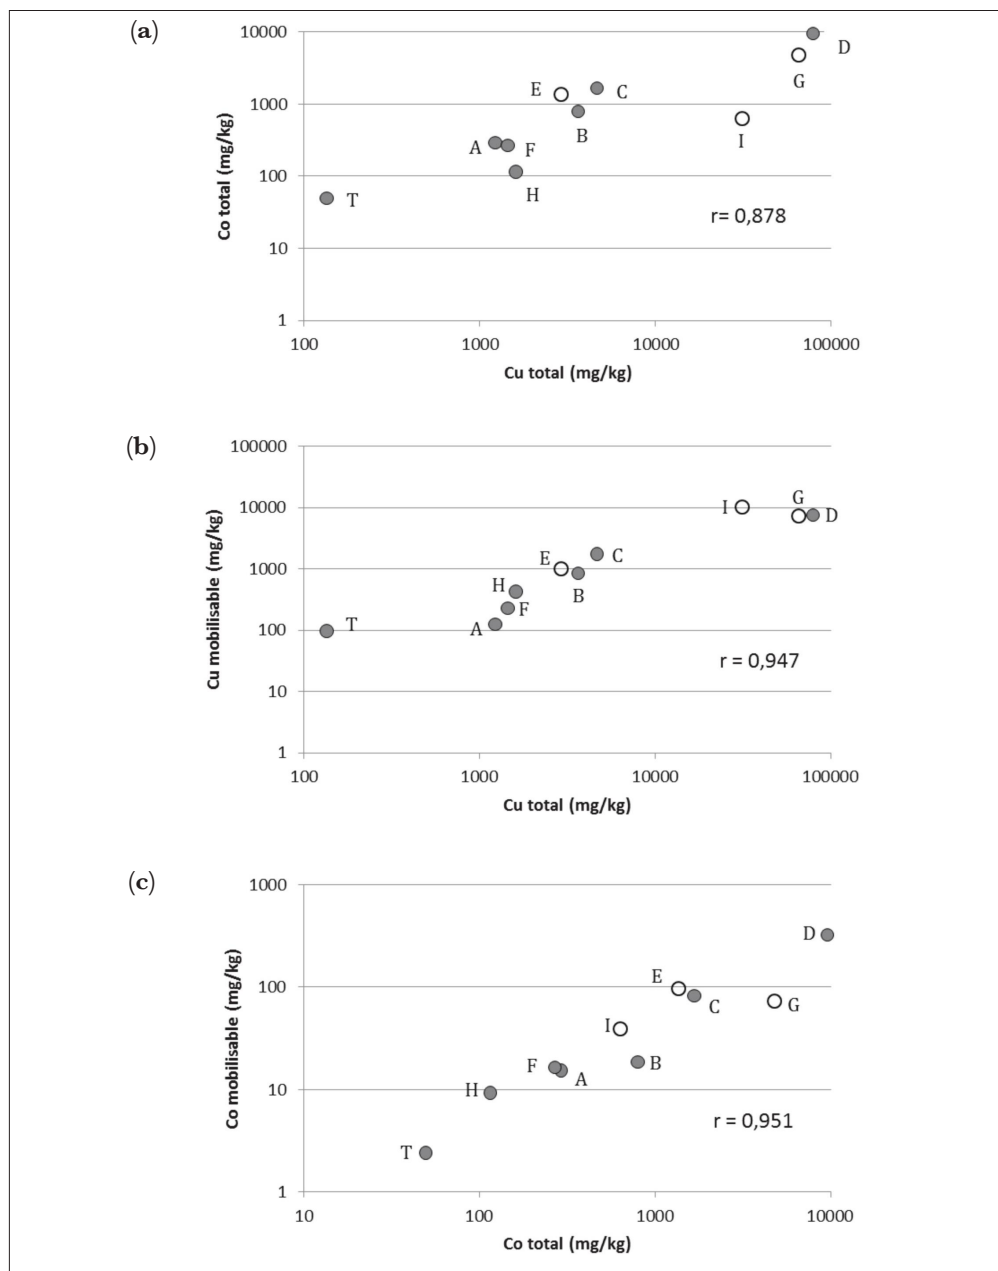 (a)
10000
1000
100
10
1
Co total (mg/kg)
D
G
E
C
B
I
A
F
H
T
r= 0,878
100
1000
10000
100000
Cu total (mg/kg)
(b)
100000
10000
1000
100
10
1
Cu mobilisable (mg/kg)
G
I
D
E
C
B
H
F
A
T
r = 0,947
100
1000
10000
100000
Cu total (mg/kg)
(c)
1000
100
10
1
Co mobilisable (mg/kg)
D
E
C
G
I
B
F
A
H
T
r = 0,951
10
100
1000
10000
Co total (mg/kg)